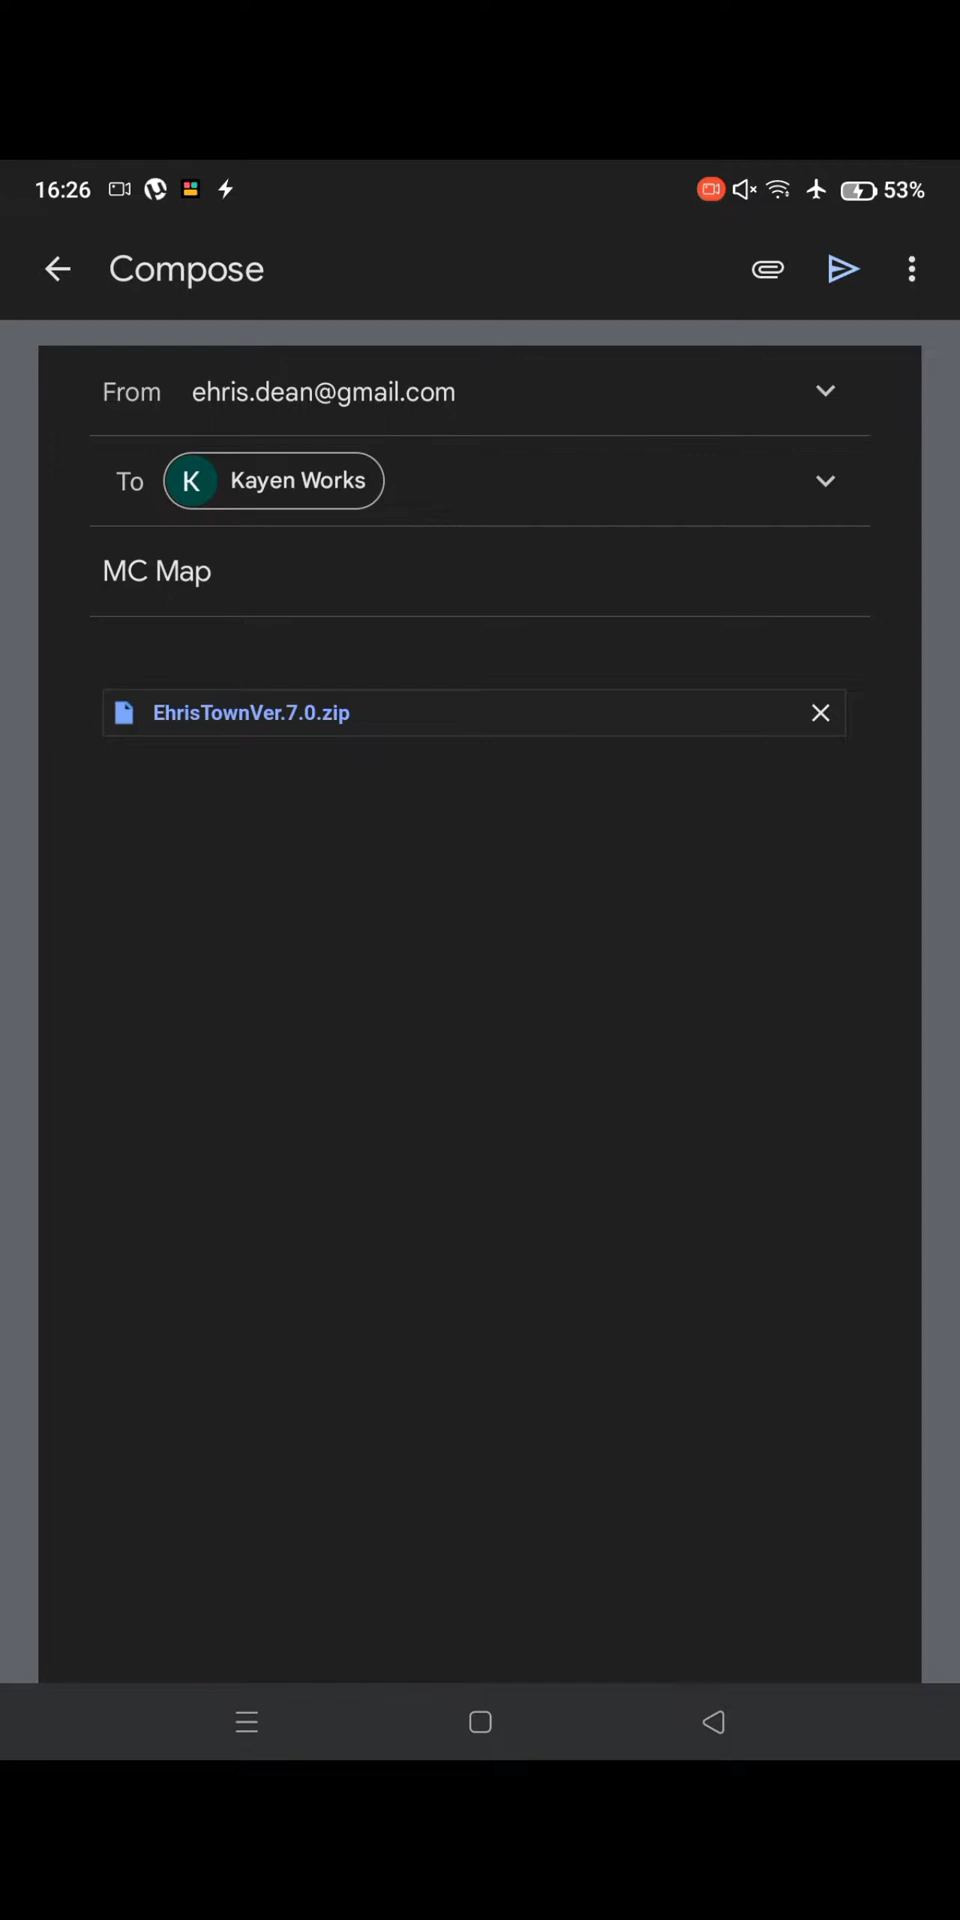 16:26 53%
Compose
From ehris.dean@gmail.com
To K Kayen Works
MC Map
EhrisTownVer.7.0.zip